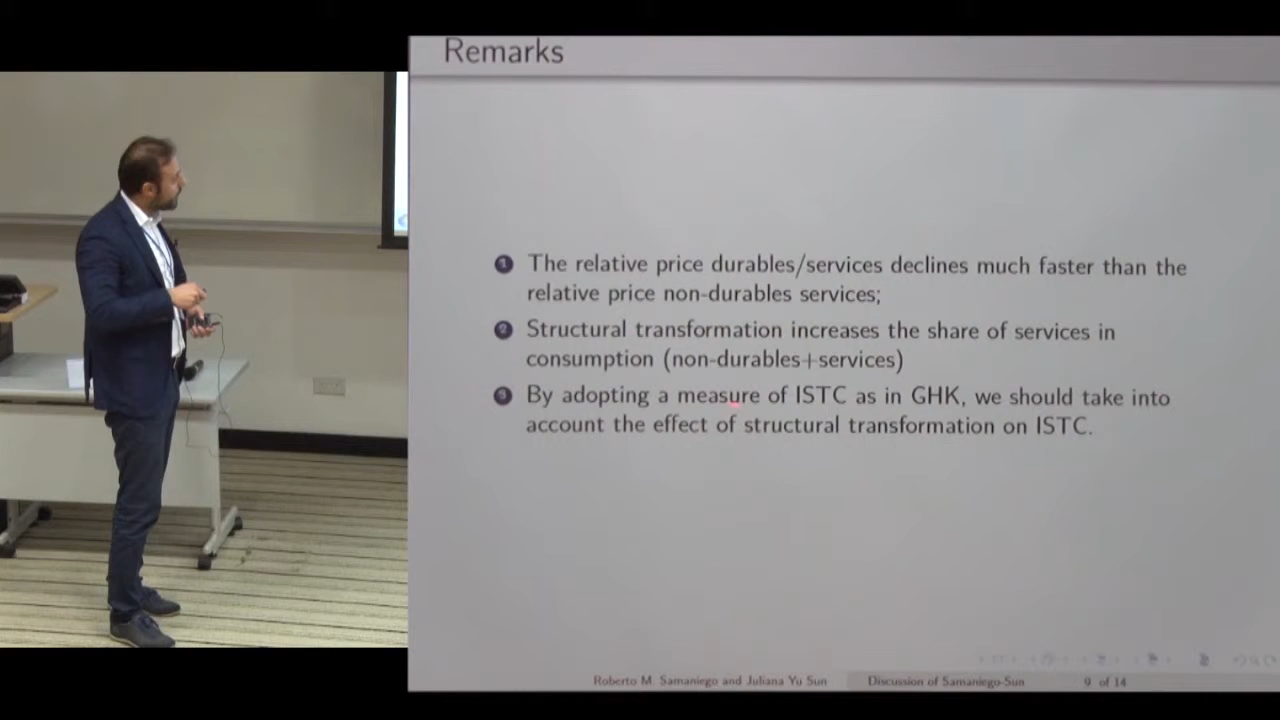 Remarks
1 The relative price durables/services declines much faster than the
relative price non-durables services;
2 Structural transformation increases the share of services in
consumption (non-durables+services)
3 By adopting a measure of ISTC as in GHK, we should take into
account the effect of structural transformation on ISTC.
Roberto M. Samaniego and Juliana Yu Sun Discussion of Samaniego-Sun 9 of 14